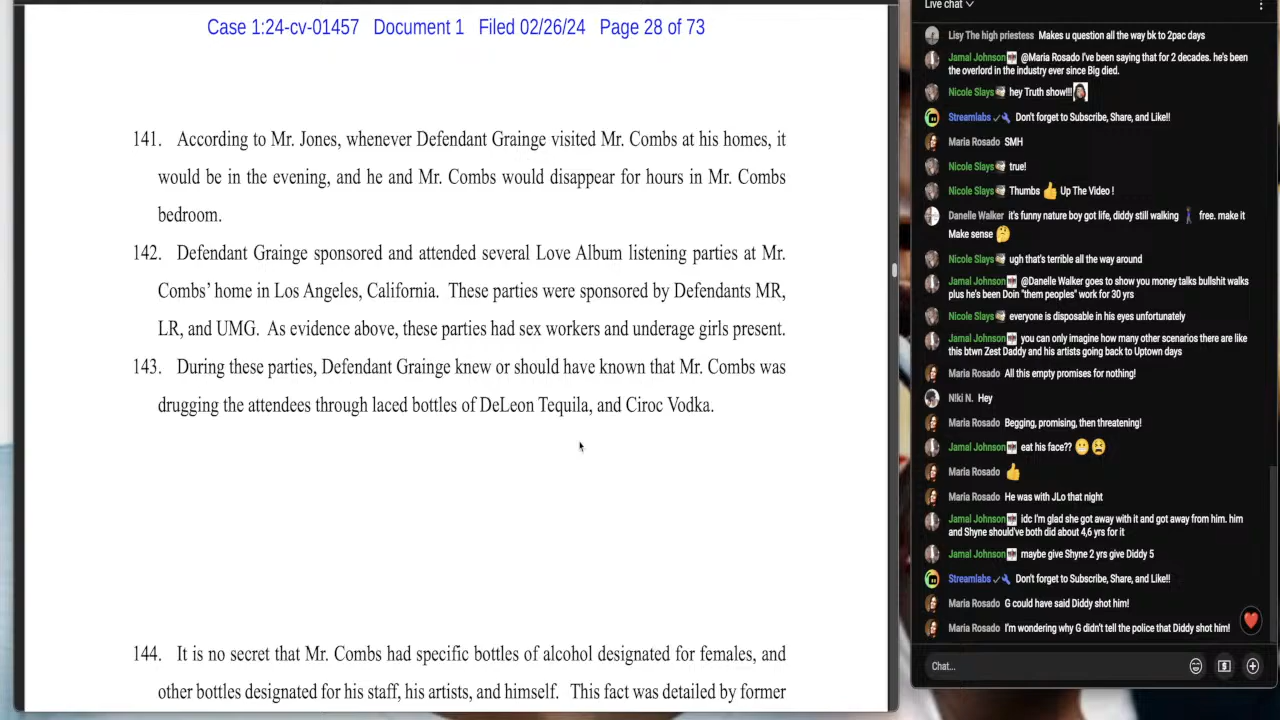 Case 1:24-cv-01457 Document 1 Filed 02/26/24 Page 28 of 73
141. According to Mr. Jones, whenever Defendant Grainge visited Mr. Combs at his homes, it
would be in the evening, and he and Mr. Combs would disappear for hours in Mr. Combs
bedroom.
142. Defendant Grainge sponsored and attended several Love Album listening parties at Mr.
Combs' home in Los Angeles, California. These parties were sponsored by Defendants MR,
LR, and UMG. As evidence above, these parties had sex workers and underage girls present.
143. During these parties, Defendant Grainge knew or should have known that Mr. Combs was
drugging the attendees through laced bottles of DeLeon Tequila, and Ciroc Vodka.
144. It is no secret that Mr. Combs had specific bottles of alcohol designated for females, and
other bottles designated for his staff, his artists, and himself. This fact was detailed by former
Live chat
Lisy The high priestess Makes u question all the way bk to 2pac days
Jamal Johnson @Maria Rosado I've been saying that for 2 decades. he's been
the overlord in the industry ever since Big died.
Nicole Slays hey Truth show!!!
Streamlabs Don't forget to Subscribe, Share, and Like!!
Maria Rosado SMH
Nicole Slays true!
Nicole Slays Thumbs 👍 Up The Video !
Danelle Walker it's funny nature boy got life, diddy still walking 🚶 free. make it
Make sense 🤔
Nicole Slays ugh that's terrible all the way around
Jamal Johnson @Danelle Walker goes to show you money talks bullshit walks
plus he's been Doin "them peoples" work for 30 yrs
Nicole Slays everyone is disposable in his eyes unfortunately
Jamal Johnson you can only imagine how many other scenarios there are like
this btwn Zest Daddy and his artists going back to Uptown days
Maria Rosado All this empty promises for nothing!
N!ki N. Hey
Maria Rosado Begging, promising, then threatening!
Jamal Johnson eat his face?? 😬😫
Maria Rosado 👍
Maria Rosado He was with JLo that night
Jamal Johnson idc I'm glad she got away with it and got away from him. him
and Shyne should've both did about 4,6 yrs for it
Jamal Johnson maybe give Shyne 2 yrs give Diddy 5
Streamlabs Don't forget to Subscribe, Share, and Like!!
Maria Rosado G could have said Diddy shot him!
Maria Rosado I'm wondering why G didn't tell the police that Diddy shot him!
Chat...